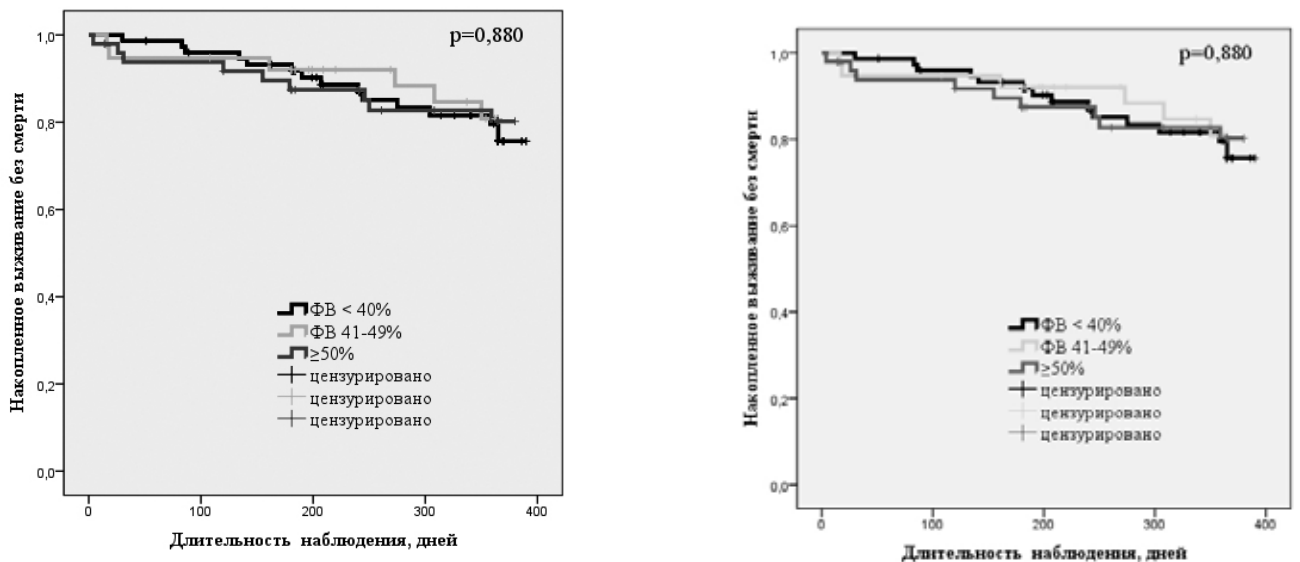 p=0,880
Накопленное выживание без смерти
1,0
0,8
0,6
0,4
0,2
0,0
ФВ < 40%
ФВ 41-49%
≥50%
цензурировано
цензурировано
цензурировано
0 100 200 300 400
Длительность наблюдения, дней
p=0,880
Накопленное выживание без смерти
1,0
0,8
0,6
0,4
0,2
0,0
ФВ < 40%
ФВ 41-49%
≥50%
цензурировано
цензурировано
цензурировано
0 100 200 300 400
Длительность наблюдения, дней